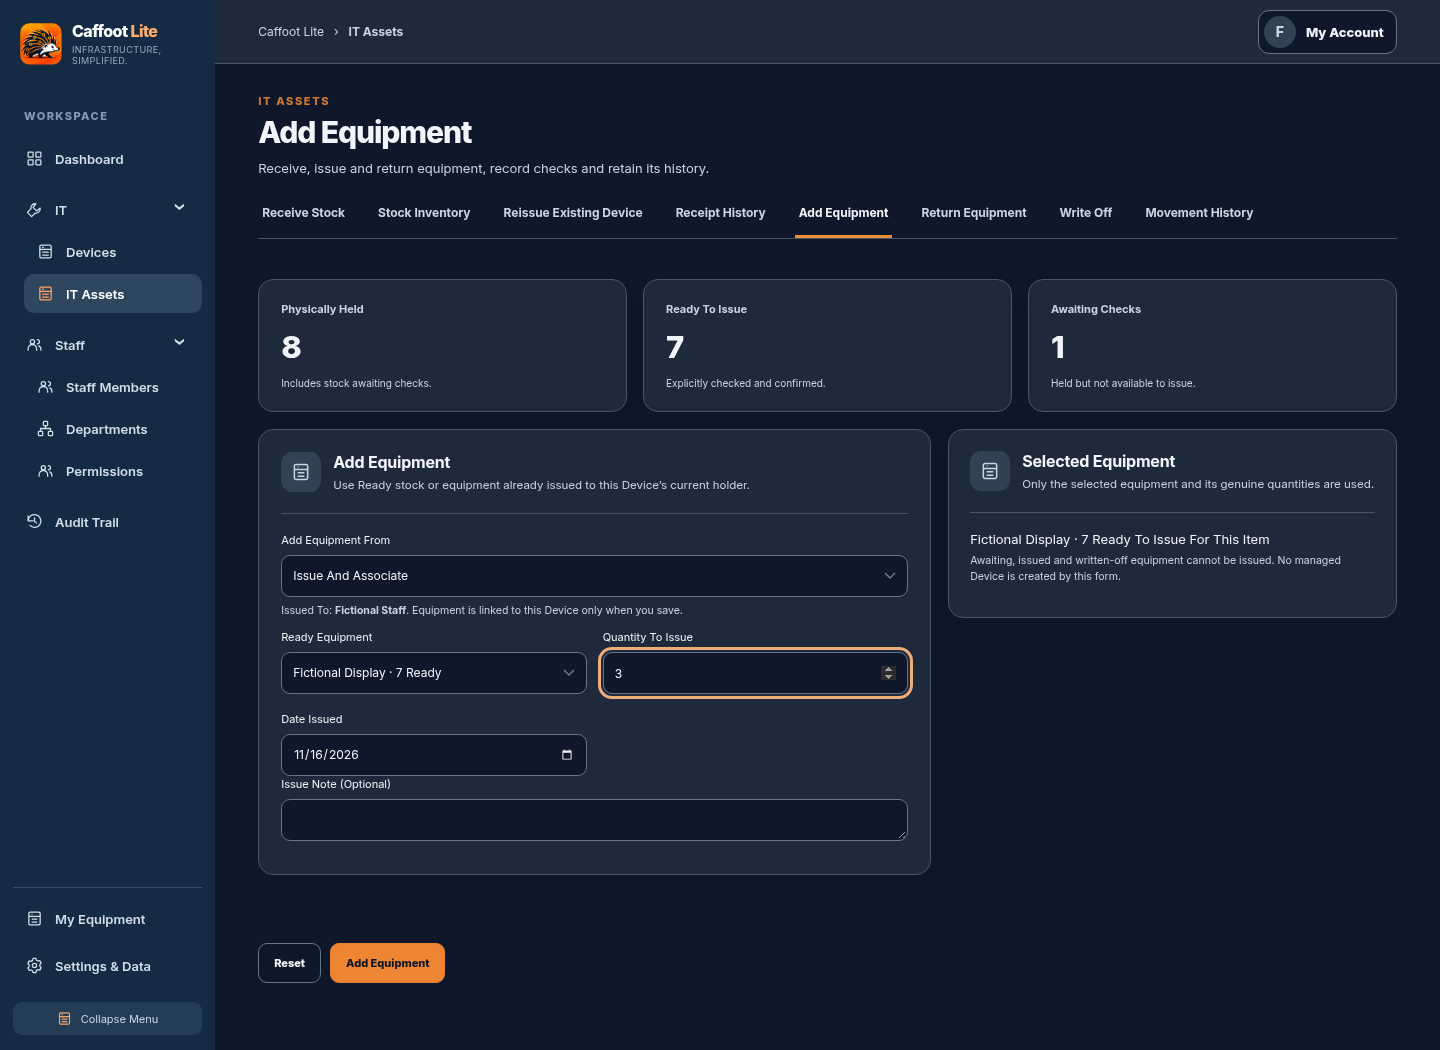 Caffoot Lite
INFRASTRUCTURE,
SIMPLIFIED.
WORKSPACE
Dashboard
IT
Devices
IT Assets
Staff
Staff Members
Departments
Permissions
Audit Trail
My Equipment
Settings & Data
Collapse Menu
Caffoot Lite › IT Assets
F My Account
IT ASSETS
Add Equipment
Receive, issue and return equipment, record checks and retain its history.
Receive Stock Stock Inventory Reissue Existing Device Receipt History Add Equipment Return Equipment Write Off Movement History
Physically Held
8
Includes stock awaiting checks.
Ready To Issue
7
Explicitly checked and confirmed.
Awaiting Checks
1
Held but not available to issue.
Add Equipment
Use Ready stock or equipment already issued to this Device's current holder.
Add Equipment From
Issue And Associate
Issued To: Fictional Staff. Equipment is linked to this Device only when you save.
Ready Equipment
Fictional Display · 7 Ready
Quantity To Issue
3
Date Issued
11/16/2026
Issue Note (Optional)
Selected Equipment
Only the selected equipment and its genuine quantities are used.
Fictional Display · 7 Ready To Issue For This Item
Awaiting, issued and written-off equipment cannot be issued. No managed
Device is created by this form.
Reset
Add Equipment